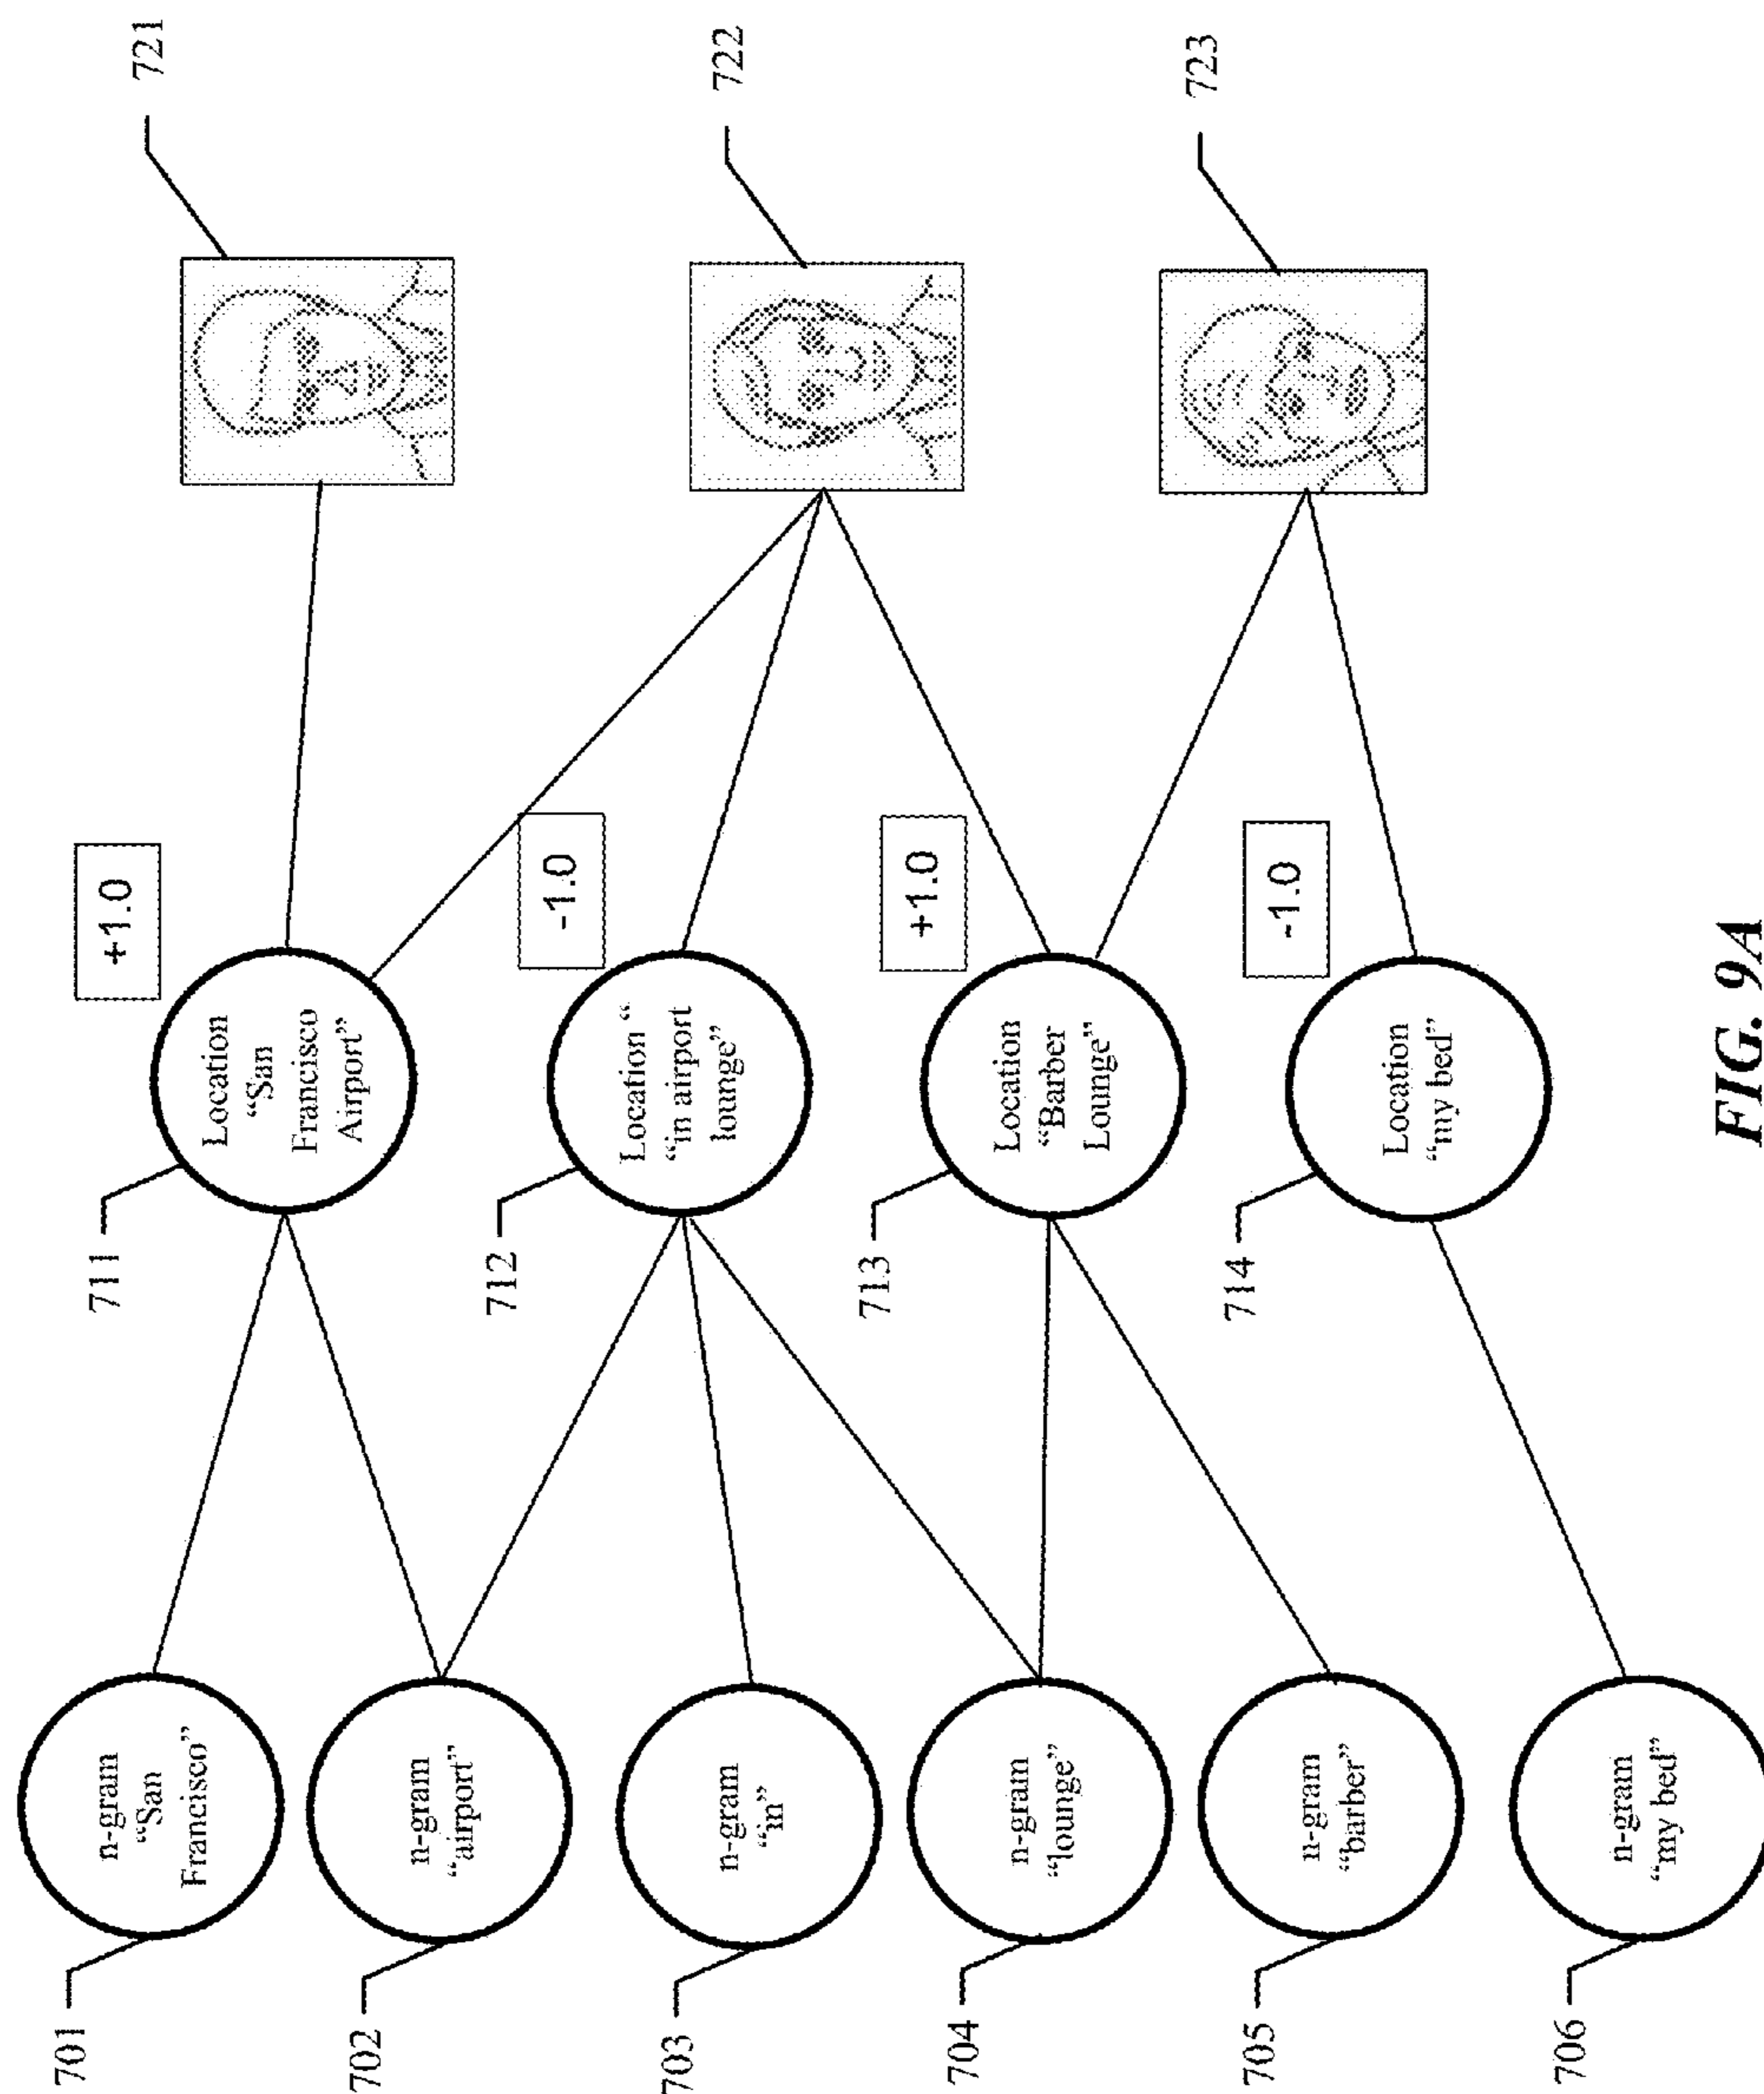 701
n-gram
“San
Francisco”
702
n-gram
“airport”
703
n-gram
“in”
704
n-gram
“lounge”
705
n-gram
“barber”
706
n-gram
“my bed”
711
Location
“San
Francisco
Airport”
+1.0
712
Location “
“in airport
lounge”
-1.0
713
Location
“Barber
Lounge”
+1.0
714
Location
“my bed”
-1.0
721
722
723
FIG. 9A